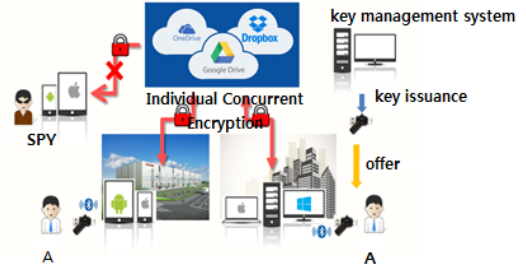 key management system
OneDrive
Dropbox
Google Drive
Individual Concurrent
Encryption
key issuance
SPY
offer
A
A